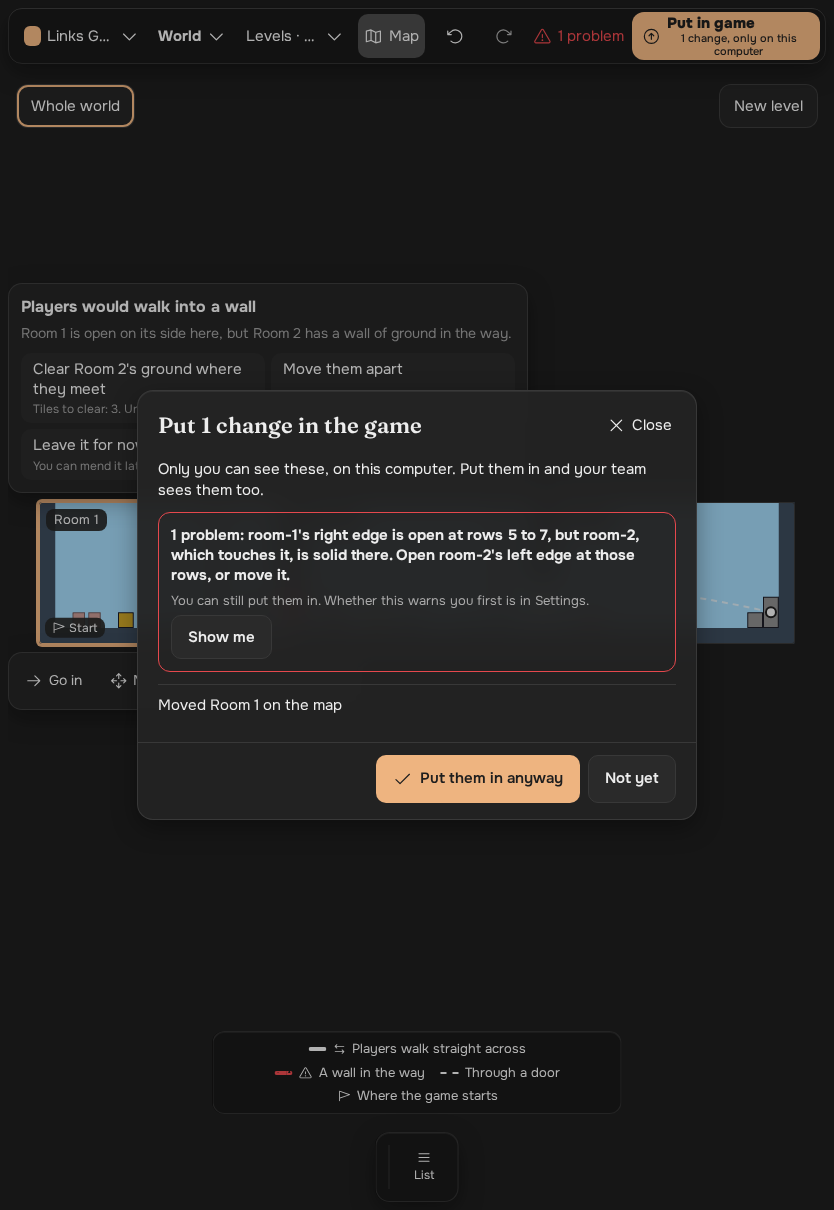 Links G...
World
Levels · ...
Map
1 problem
Put in game
1 change, only on this
computer
Whole world
New level
Players would walk into a wall
Room 1 is open on its side here, but Room 2 has a wall of ground in the way.
Clear Room 2's ground where
they meet
Tiles to clear: 3.
Move them apart
Leave it for
You can mend it
Put 1 change in the game
Close
Only you can see these, on this computer. Put them in and your team
sees them too.
1 problem: room-1's right edge is open at rows 5 to 7, but room-2,
which touches it, is solid there. Open room-2's left edge at those
rows, or move it.
You can still put them in. Whether this warns you first is in Settings.
Show me
Moved Room 1 on the map
Put them in anyway
Not yet
Room 1
Start
Go in
Players walk straight across
A wall in the way
Through a door
Where the game starts
List